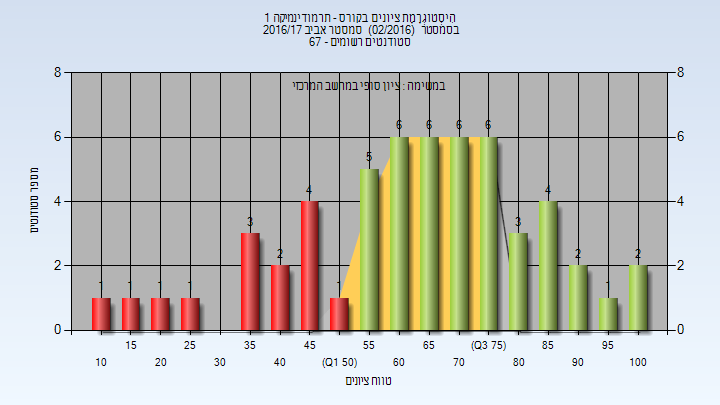 היסטוגרמת ציונים בקורס - תרמודינמיקה 1
בסמסטר (02/2016) סמסטר אביב 2016/17
סטודנטים רשומים - 67
במשימה : ציון סופי במחשב המרכזי
מספר סטודנטים
8 8
6 6
4 4
2 2
0 0
1 1 1 1 3 2 4 1 5 6 6 6 6 3 4 2 1 2
15 25 35 45 55 65 (Q3 75) 85 95
10 20 30 40 (Q1 50) 60 70 80 90 100
טווח ציונים